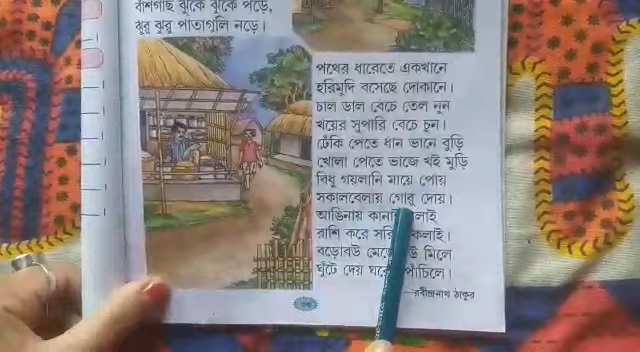 বাঁশগাছ ঝুঁকে ঝুঁকে পড়ে,
ঝুরু ঝুরু পাতাগুলি নড়ে।
পথের ধারেতে একখানে
হরিমুদি বসেছে দোকানে।
চাল ডাল বেচে তেল নুন
খয়ের সুপারি বেচে চুন।
ঢেঁকি পেতে ধান ভানে বুড়ি
খোলা পেতে ভাজে খই মুড়ি
বিধু গয়লানি মায়ে পোয়
সকালবেলায় গোরু দোয়।
আঙিনায়
রাশি করে কলাই।
বড়োবউ মিলে
ঘুঁটে দেয় পাঁচিলে।
—রবীন্দ্রনাথ ঠাকুর